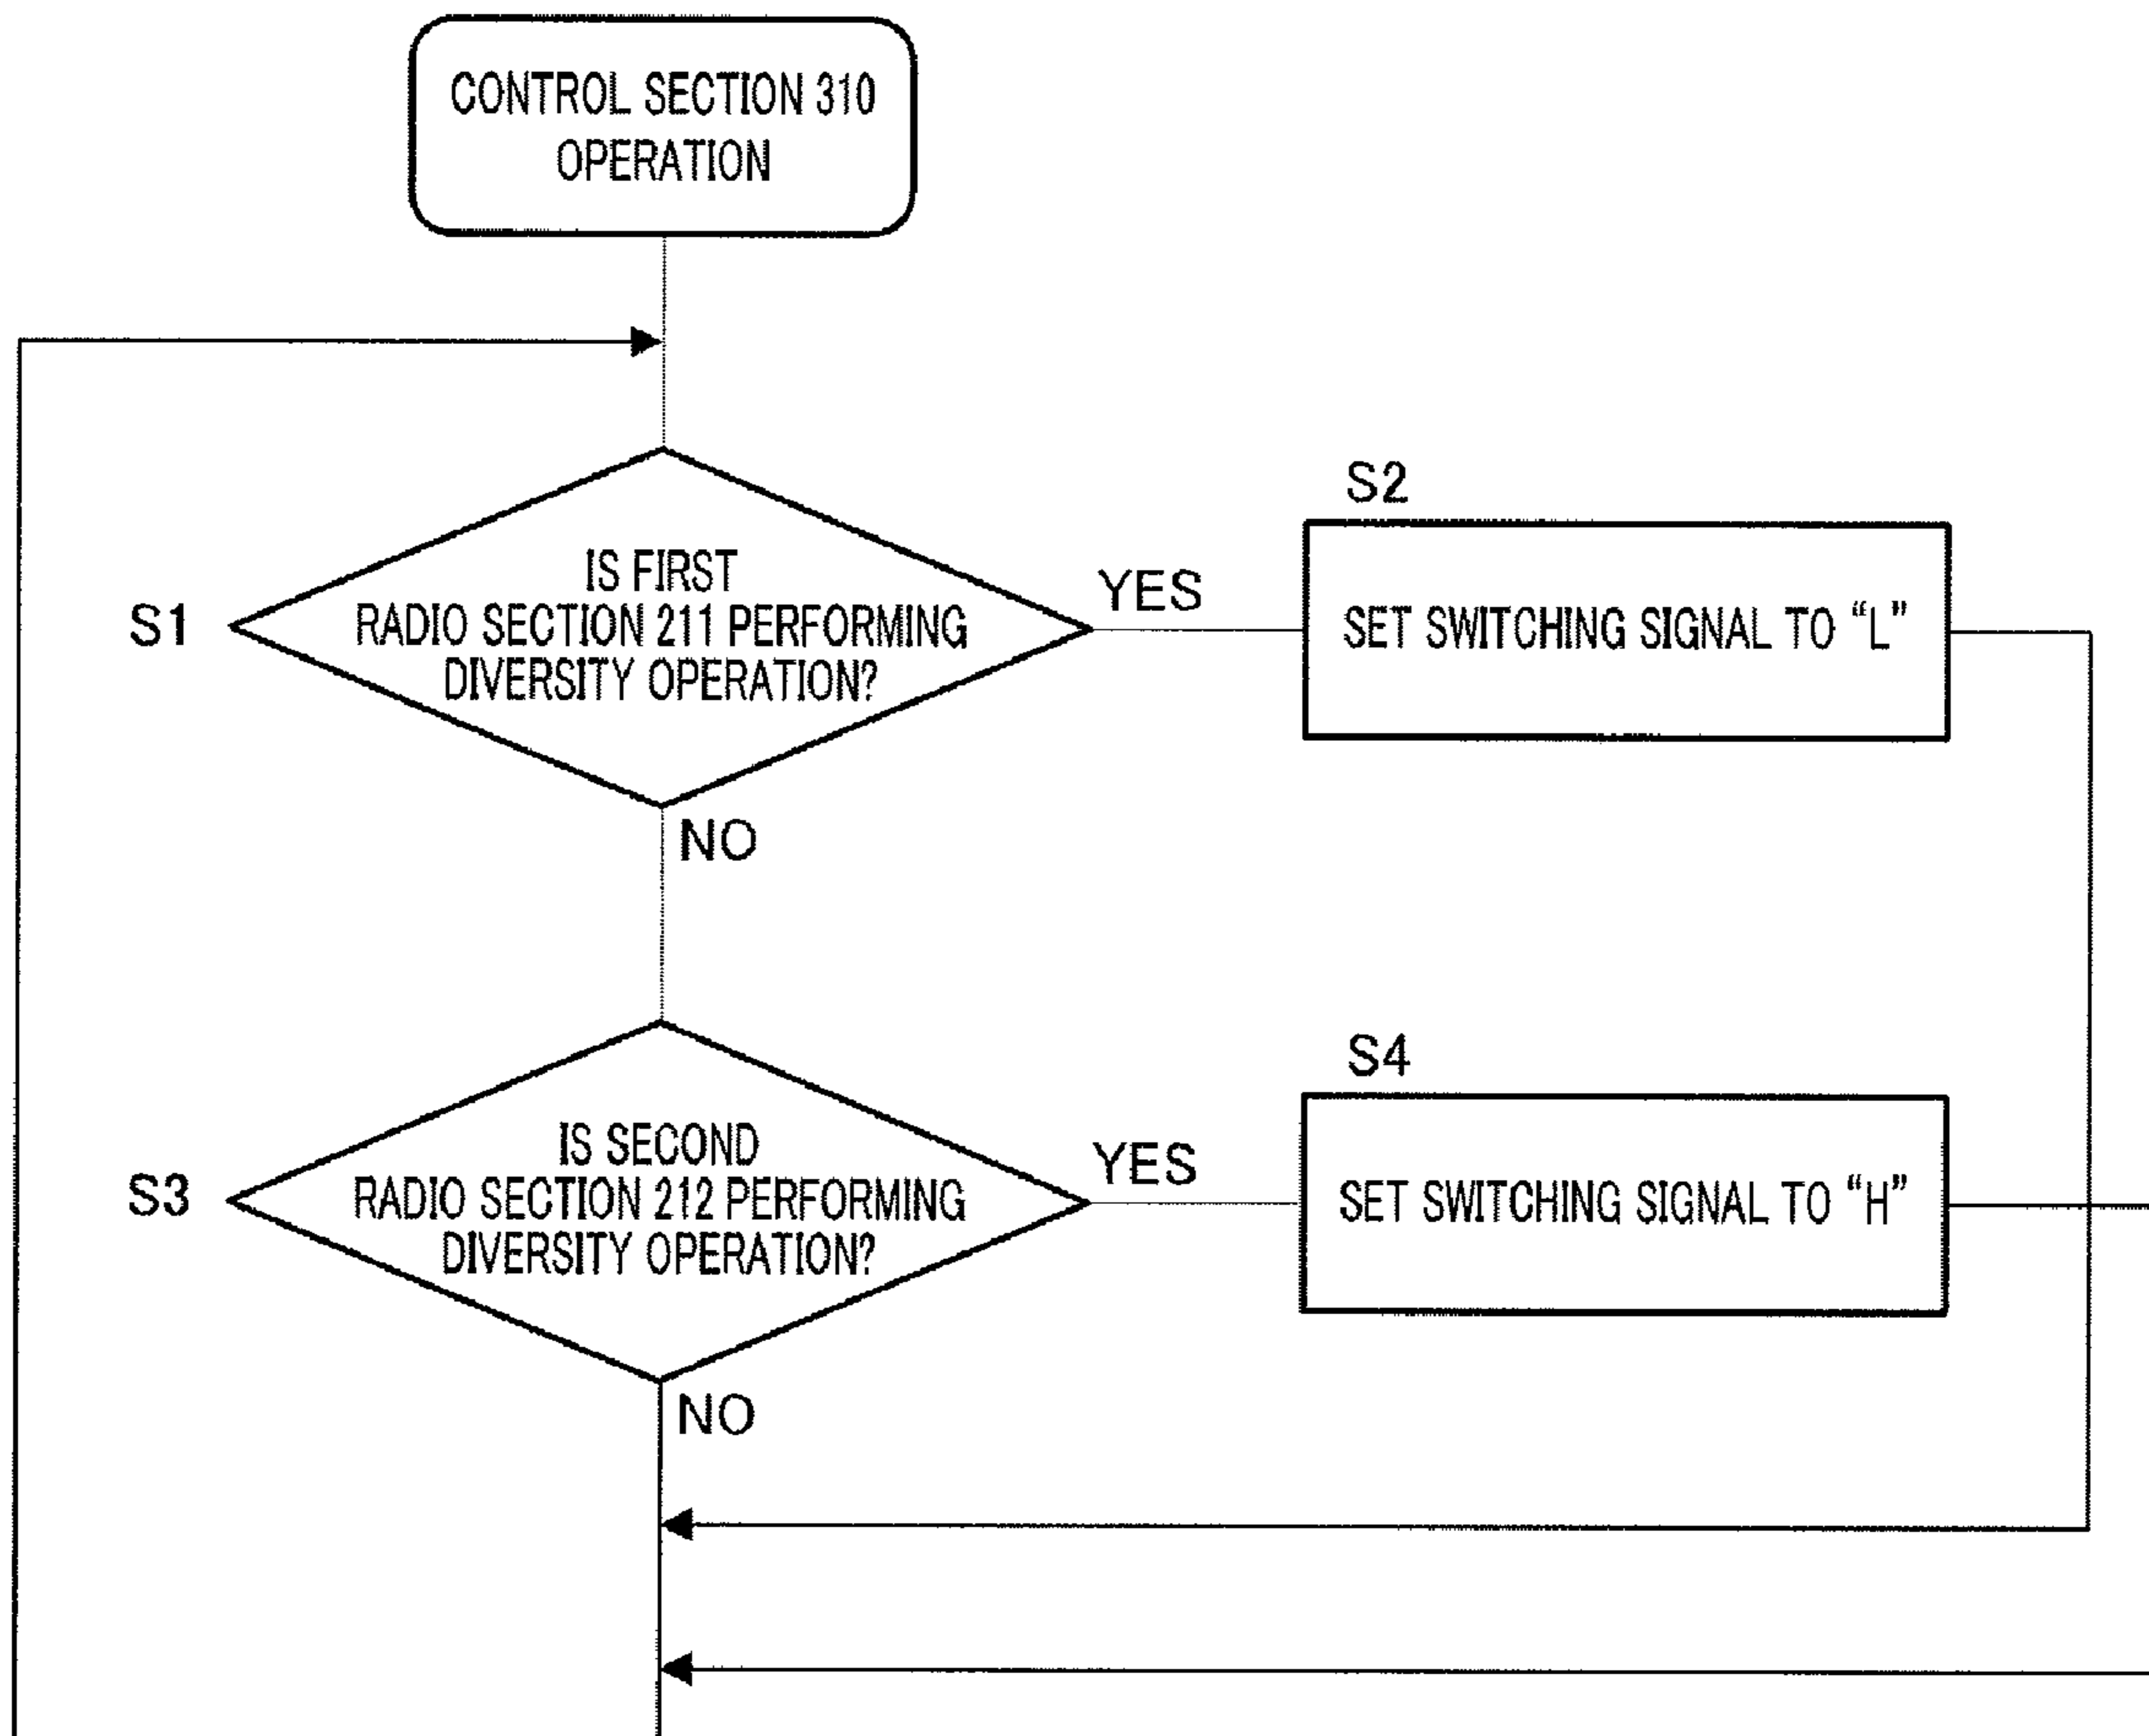 CONTROL SECTION 310
OPERATION
S1
IS FIRST
RADIO SECTION 211 PERFORMING
DIVERSITY OPERATION?
YES
S2
SET SWITCHING SIGNAL TO “L”
NO
S3
IS SECOND
RADIO SECTION 212 PERFORMING
DIVERSITY OPERATION?
YES
S4
SET SWITCHING SIGNAL TO “H”
NO